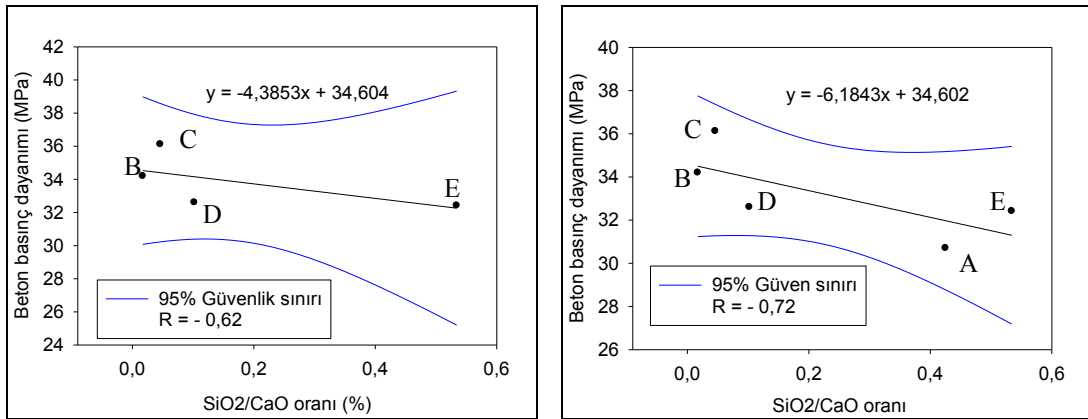 Beton basınç dayanımı (MPa)
42
40
38
36
34
32
30
28
26
24
y = -4,3853x + 34,604
C
B
D
E
95% Güvenlik sınırı
R = - 0,62
0,0
0,2
0,4
0,6
SiO2/CaO oranı (%)
Beton basınç dayanımı (MPa)
40
38
36
34
32
30
28
26
y = -6,1843x + 34,602
C
B
D
E
A
95% Güven sınırı
R = - 0,72
0,0
0,2
0,4
0,6
SiO2/CaO oranı